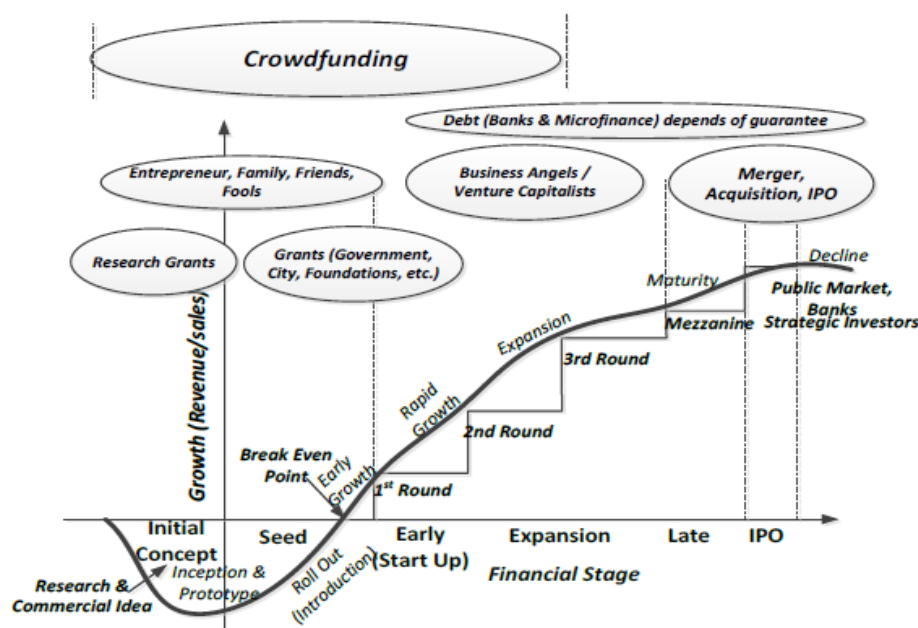 Crowdfunding
Debt (Banks & Microfinance) depends of guarantee
Entrepreneur, Family, Friends,
Fools
Business Angels /
Venture Capitalists
Merger,
Acquisition, IPO
Research Grants
Grants (Government,
City, Foundations, etc.)
Growth (Revenue/sales)
Decline
Maturity
Public Market,
Banks
Strategic Investors
Mezzanine
Expansion
3rd Round
Rapid
Growth
2nd Round
Break Even
Point
Early
Growth
1st Round
Initial
Concept
Seed
Early
(Start Up)
Expansion
Late
IPO
Financial Stage
Roll Out
(Introduction)
Inception &
Prototype
Research &
Commercial Idea